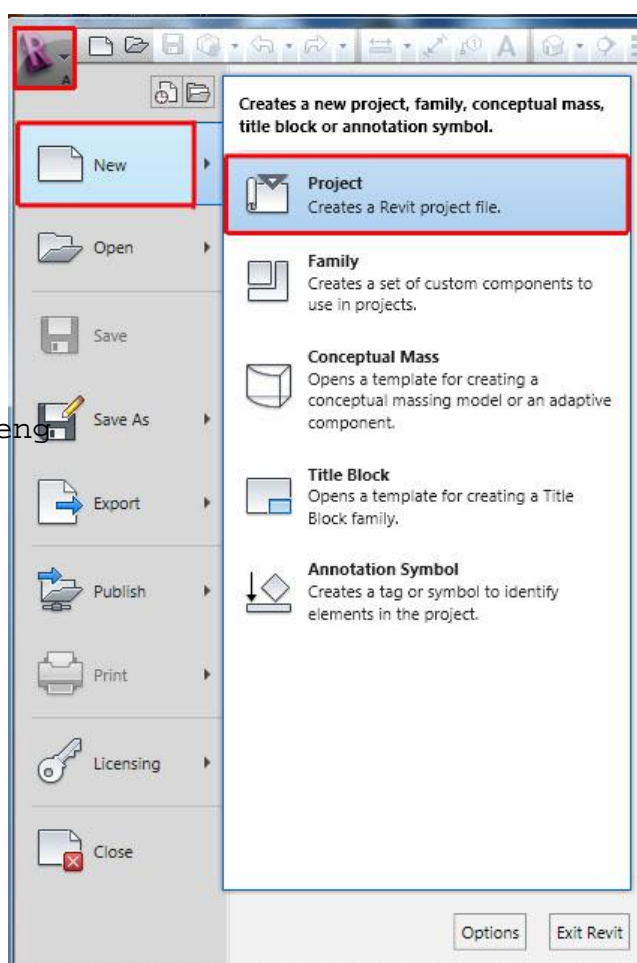 R
A
Creates a new project, family, conceptual mass,
title block or annotation symbol.
New
Project
Creates a Revit project file.
Open
Family
Creates a set of custom components to
use in projects.
Save
Conceptual Mass
Opens a template for creating a
conceptual massing model or an adaptive
component.
eng
Save As
Title Block
Opens a template for creating a Title
Block family.
Export
Annotation Symbol
Creates a tag or symbol to identify
elements in the project.
Publish
Print
Licensing
Close
Options
Exit Revit